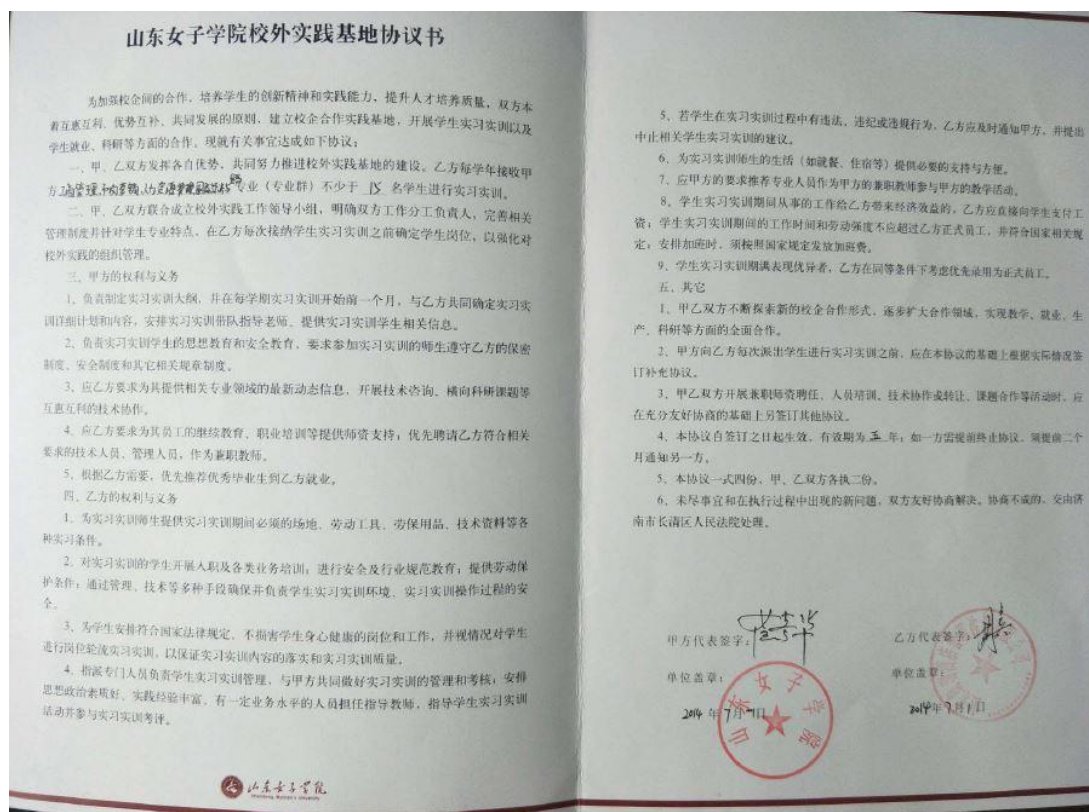 山东女子学院校外实践基地协议书
为加强校企间的合作，培养学生的创新精神和实践能力、提升人才培养质量，双方本
着互惠互利、优势互补、共同发展的原则，建立校企合作实践基地，开展学生实习实训以及
学生就业、科研等方面的合作。现就有关事宜达成如下协议：
一、甲、乙双方发挥各自优势、共同努力推进校外实践基地的建设。乙方每学年接收甲
方 专业（专业群）不少于 15 名学生进行实习实训。
二、甲、乙双方联合成立校外实践工作领导小组，明确双方工作分工负责人，完善相关
管理制度并针对学生专业特点，在乙方每次接纳学生实习实训之前确定学生岗位，以强化对
校外实践的组织管理。
三、甲方的权利与义务
1、负责制定实习实训大纲，并在每学期实习实训开始前一个月，与乙方共同确定实习实
训详细计划和内容，安排实习实训带队指导老师、提供实习实训学生相关信息。
2、负责实习实训学生的思想教育和安全教育，要求参加实习实训的师生遵守乙方的保密
制度、安全制度和其它相关规章制度。
3、应乙方要求为其提供相关专业领域的最新动态信息，开展技术咨询、横向科研课题等
互惠互利的技术协作。
4、应乙方要求为其员工的继续教育、职业培训等提供师资支持；优先聘请乙方符合相关
要求的技术人员、管理人员，作为兼职教师。
5、根据乙方需要，优先推荐优秀毕业生到乙方就业。
四、乙方的权利与义务
1、为实习实训师生提供实习实训期间必须的场地、劳动工具、劳保用品、技术资料等各
种实习条件。
2、对实习实训的学生开展入职及各类业务培训；进行安全及行业规范教育；提供劳动保
护条件；通过管理、技术等多种手段确保并负责学生实习实训环境、实习实训操作过程的安
全。
3、为学生安排符合国家法律规定、不损害学生身心健康的岗位和工作，并视情况对学生
进行岗位轮流实习实训，以保证实习实训内容的落实和实习实训质量。
4、指派专门人员负责学生实习实训管理，与甲方共同做好实习实训的管理和考核；安排
思想政治素质好、实践经验丰富、有一定业务水平的人员担任指导教师，指导学生实习实训
活动并参与实习实训考评。
山东女子学院
5、若学生在实习实训过程中有违法、违纪或违规行为，乙方应及时通知甲方，并提出
中止相关学生实习实训的建议。
6、为实习实训师生的生活（如就餐、住宿等）提供必要的支持与方便。
7、应甲方的要求推荐专业人员作为甲方的兼职教师参与甲方的教学活动。
8、学生实习实训期间从事的工作给乙方带来经济效益的，乙方应直接向学生支付工
资；学生实习实训期间的工作时间和劳动强度不应超过乙方正式员工，并符合国家相关规
定；安排加班时，须按照国家规定发放加班费。
9、学生实习实训期满表现优异者，乙方在同等条件下考虑优先录用为正式员工。
五、其它
1、甲乙双方不断探索新的校企合作形式，逐步扩大合作领域，实现教学、就业、生
产、科研等方面的全面合作。
2、甲方向乙方每次派出学生进行实习实训之前，应在本协议的基础上根据实际情况签
订补充协议。
3、甲乙双方开展兼职师资聘任、人员培训、技术协作或转让、课题合作等活动时，应
在充分友好协商的基础上另签订其他协议。
4、本协议自签订之日起生效，有效期为 五 年；如一方需提前终止协议，须提前二个
月通知另一方。
5、本协议一式四份，甲、乙双方各执二份。
6、未尽事宜和在执行过程中出现的新问题，双方友好协商解决。协商不成的，交由济
南市长清区人民法院处理。
甲方代表签字：
乙方代表签字：
单位盖章：
单位盖章：
山东女子学院
2014 年 7 月 日
2014 年 7 月 1 日